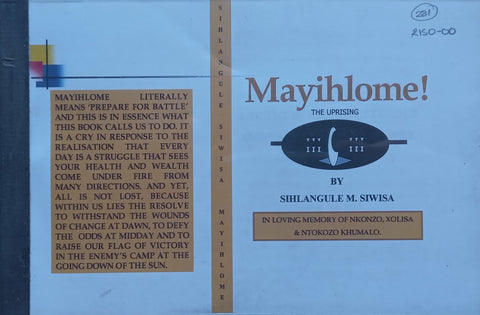 MAYIHLOME LITERALLY
MEANS 'PREPARE FOR BATTLE'
AND THIS IS IN ESSENCE WHAT
THIS BOOK CALLS US TO DO. IT
IS A CRY IN RESPONSE TO THE
REALISATION THAT EVERY
DAY IS A STRUGGLE THAT SEES
YOUR HEALTH AND WEALTH
COME UNDER FIRE FROM
MANY DIRECTIONS. AND YET,
ALL IS NOT LOST, BECAUSE
WITHIN US LIES THE RESOLVE
TO WITHSTAND THE WOUNDS
OF CHANGE AT DAWN, TO DEFY
THE ODDS AT MIDDAY AND TO
RAISE OUR FLAG OF VICTORY
IN THE ENEMY'S CAMP AT THE
GOING DOWN OF THE SUN.
SIHLANGULE SIWISA MAYIHLOME
281
R150-00
Mayihlome!
THE UPRISING
YYY YYY
III III
BY
SIHLANGULE M. SIWISA
IN LOVING MEMORY OF NKONZO, XOLISA
& NTOKOZO KHUMALO.